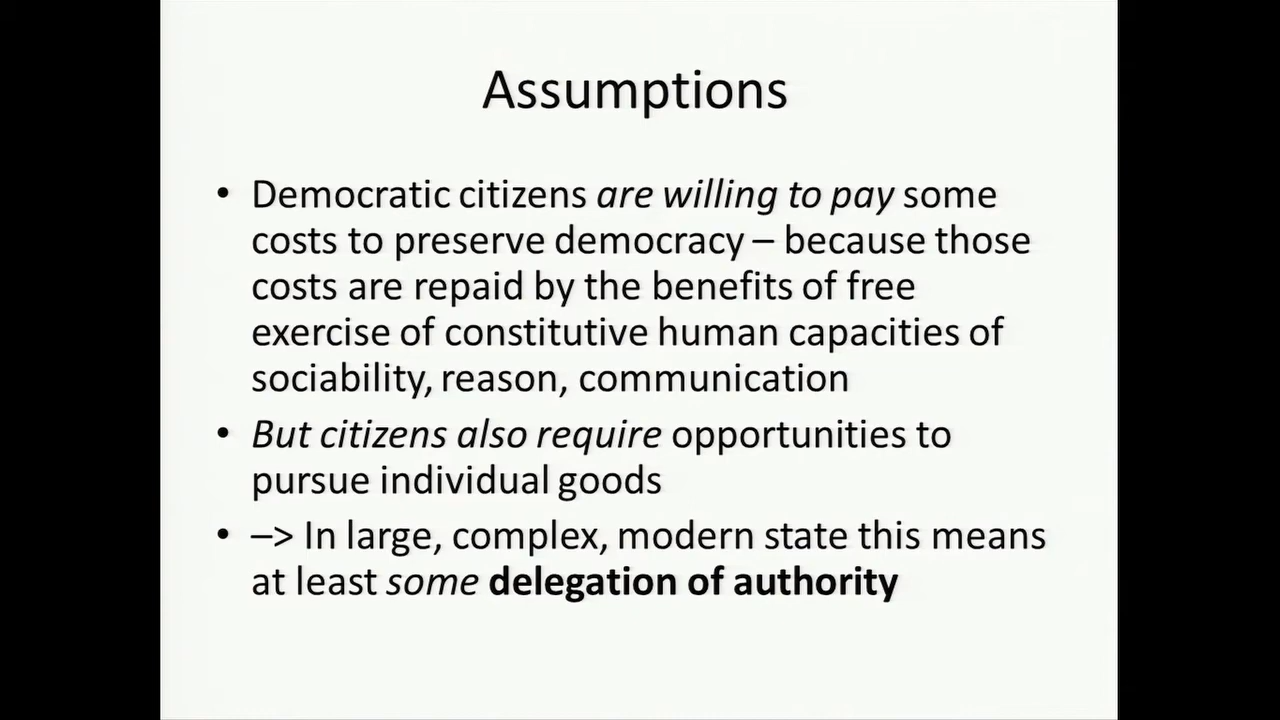 Assumptions
• Democratic citizens are willing to pay some
costs to preserve democracy – because those
costs are repaid by the benefits of free
exercise of constitutive human capacities of
sociability, reason, communication
• But citizens also require opportunities to
pursue individual goods
• –> In large, complex, modern state this means
at least some delegation of authority